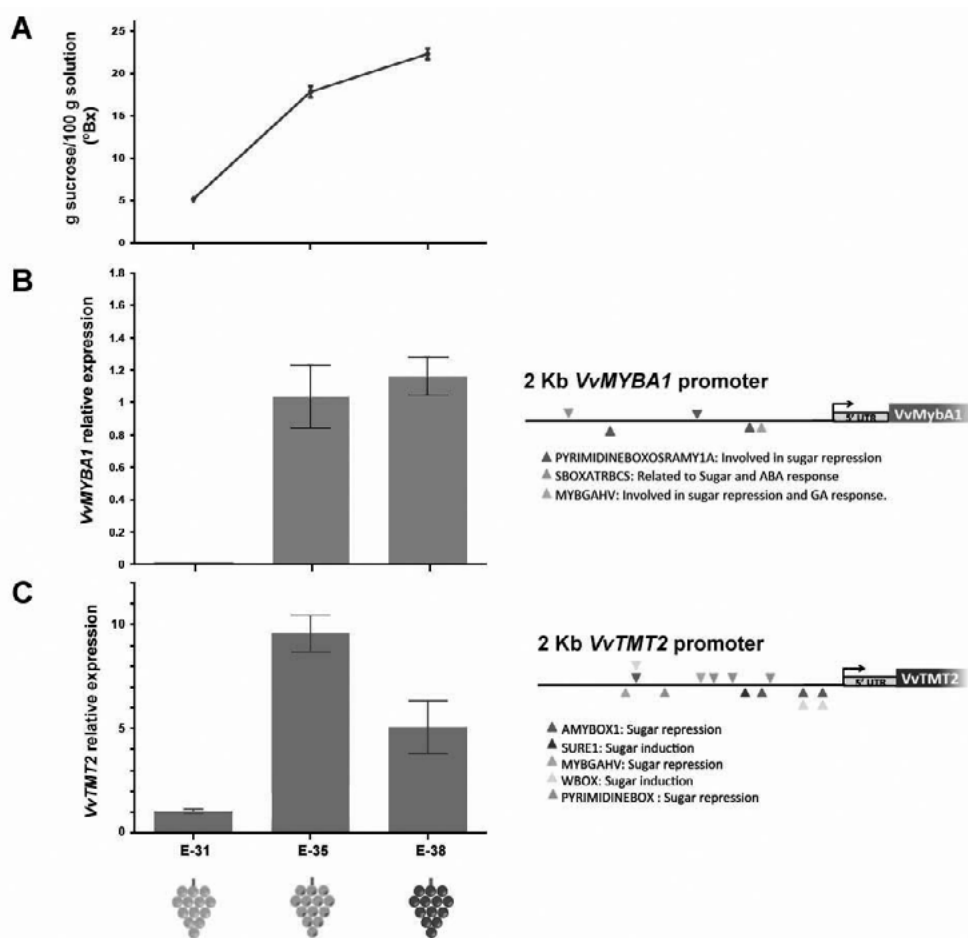 A
g sucrose/100 g solution
(°Bx)
25
20
15
10
5
0
B
VvMYBA1 relative expression
1.8
1.6
1.4
1.2
1
0.8
0.6
0.4
0.2
0
2 Kb VvMYBA1 promoter
5' UTR
VvMybA1
PYRIMIDINEBOXOSRAMY1A: Involved in sugar repression
SBOXATRBCS: Related to Sugar and ABA response
MYBGAHV: Involved in sugar repression and GA response.
C
VvTMT2 relative expression
10
5
0
2 Kb VvTMT2 promoter
5' UTR
VvTMT2
AMYBOX1: Sugar repression
SURE1: Sugar induction
MYBGAHV: Sugar repression
WBOX: Sugar induction
PYRIMIDINEBOX : Sugar repression
E-31
E-35
E-38